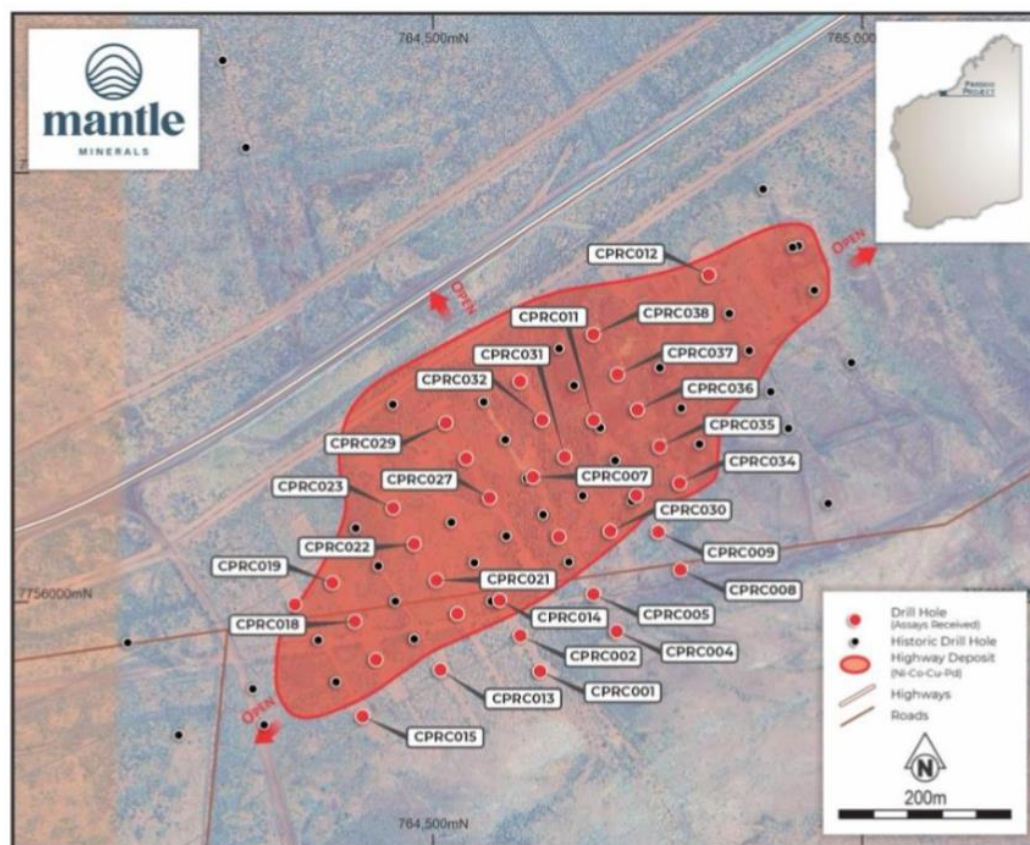 764,500mN
765,000
mantle
MINERALS
PARDOO
PROJECT
OPEN
OPEN
CPRC012
CPRC011
CPRC038
CPRC031
CPRC037
CPRC032
CPRC036
CPRC029
CPRC035
CPRC027
CPRC007
CPRC034
CPRC023
CPRC030
CPRC022
CPRC009
CPRC019
CPRC021
CPRC008
7756000mN
CPRC018
CPRC014
CPRC005
CPRC002
CPRC004
CPRC013
CPRC001
OPEN
CPRC015
Drill Hole
(Assays Received)
Historic Drill Hole
Highway Deposit
(Ni-Co-Cu-Pd)
Highways
Roads
N
200m
764,500mN